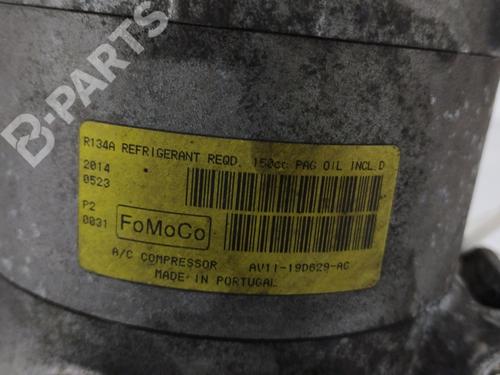 B-PARTS
R134A REFRIGERANT REQD. 150cc PAG OIL INCL.D
2014
0523
P2
0031
FoMoCo
A/C COMPRESSOR AV11-19D629-AC
MADE IN PORTUGAL
B-PARTS